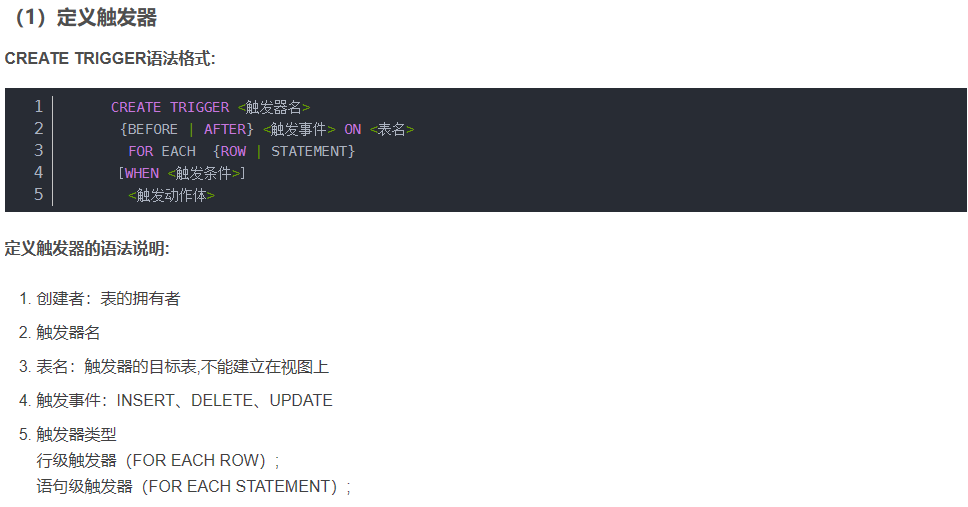 （1）定义触发器
CREATE TRIGGER语法格式:
1 CREATE TRIGGER <触发器名>
2 {BEFORE | AFTER} <触发事件> ON <表名>
3 FOR EACH {ROW | STATEMENT}
4 [WHEN <触发条件>]
5 <触发动作体>
定义触发器的语法说明:
1. 创建者：表的拥有者
2. 触发器名
3. 表名：触发器的目标表,不能建立在视图上
4. 触发事件：INSERT、DELETE、UPDATE
5. 触发器类型
行级触发器（FOR EACH ROW）;
语句级触发器（FOR EACH STATEMENT）;